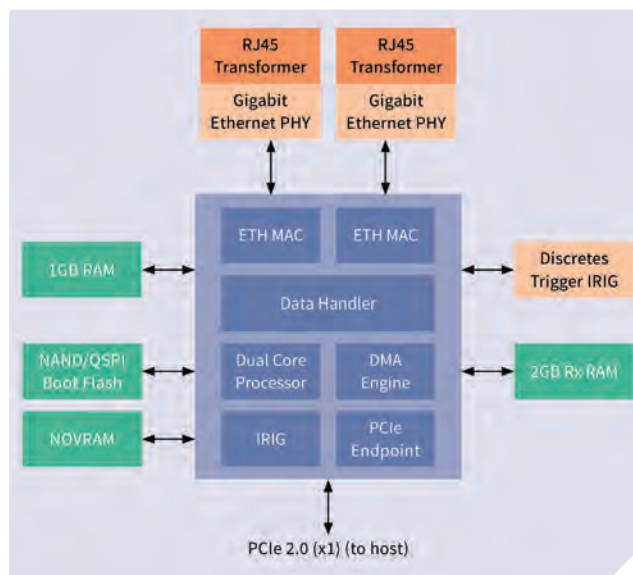 RJ45
Transformer
RJ45
Transformer
Gigabit
Ethernet PHY
Gigabit
Ethernet PHY
ETH MAC
ETH MAC
1GB RAM
Discretes
Trigger IRIG
Data Handler
NAND/QSPI
Boot Flash
Dual Core
Processor
DMA
Engine
2GB Rx RAM
NOVRAM
IRIG
PCIe
Endpoint
PCIe 2.0 (x1) (to host)